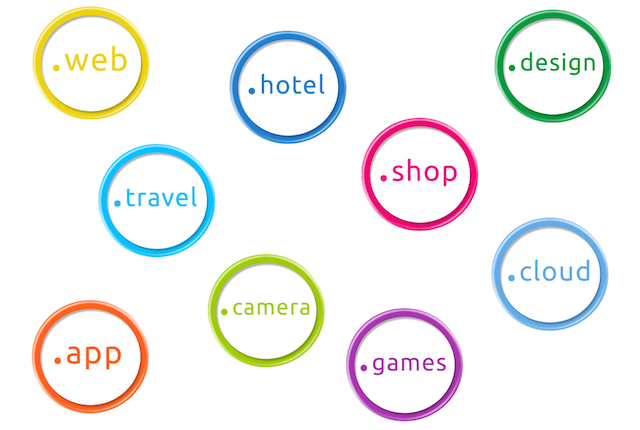 .web
.hotel
.design
.travel
.shop
.cloud
.camera
.app
.games